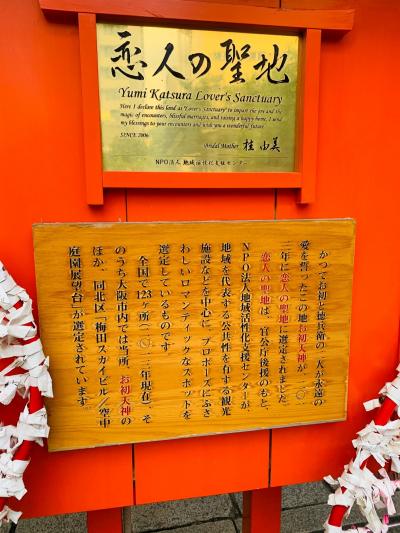 恋人の聖地
Yumi Katsura Lover's Sanctuary
Here I declare this land as "Lover's Sanctuary" to impart the joy and the
magic of encounters, blissful marriages, and raising a happy home. I send
my blessings to your encounters and wish you a wonderful future.
SINCE 2006
Bridal Mother 桂 由美
NPO法人 地域活性化支援センター
かつてお初と徳兵衛の二人が永遠の
愛を誓ったこの地お初天神が、二〇一
三年に恋人の聖地に選定されました。
恋人の聖地は、官公庁後援のもと、
NPO法人地域活性化支援センターが、
地域を代表する公共性を有する観光
施設などを中心に、プロポーズにふさ
わしいロマンティックなスポットを
選定しているものです。
全国で123ヶ所(二〇一三年現在)、そ
のうち大阪市内では当所、お初天神の
ほか、同北区「梅田スカイビル/空中
庭園展望台」が選定されています。